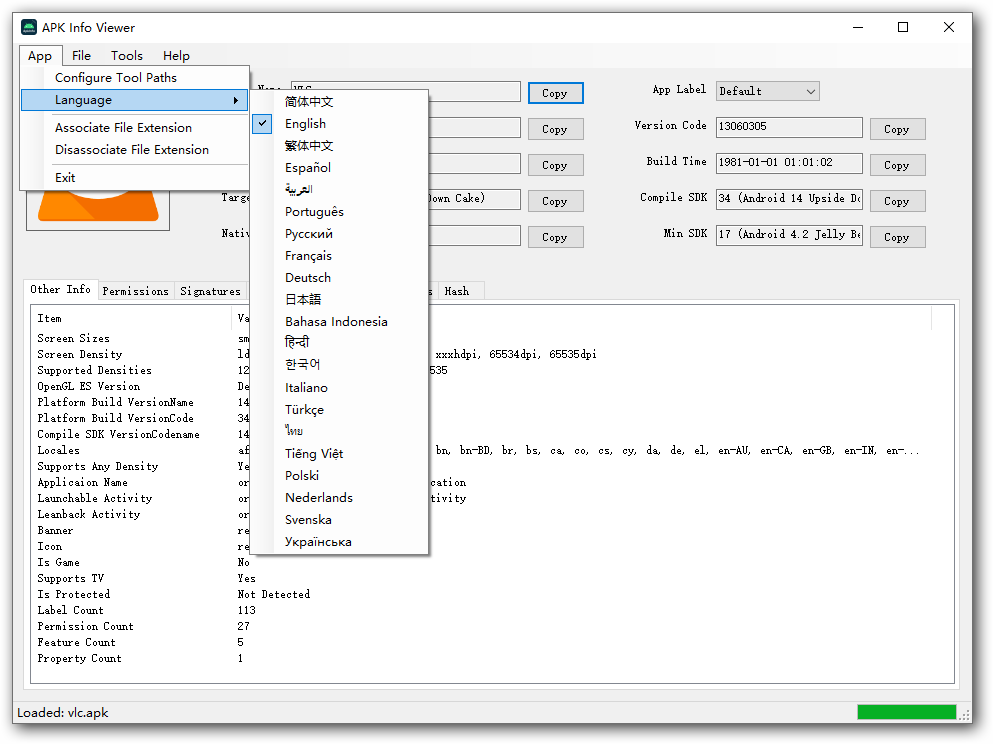 APK Info Viewer
App File Tools Help
Configure Tool Paths
Language
Associate File Extension
Disassociate File Extension
Exit
简体中文
English
繁体中文
Español
العربية
Português
Русский
Français
Deutsch
日本語
Bahasa Indonesia
हिन्दी
한국어
Italiano
Türkçe
ไทย
Tiếng Việt
Polski
Nederlands
Svenska
Українська
Copy App Label Default
Copy Version Code 13060305 Copy
Copy Build Time 1981-01-01 01:01:02 Copy
Down Cake) Copy Compile SDK 34 (Android 14 Upside Copy
Copy Min SDK 17 (Android 4.2 Jelly Copy
Other Info Permissions Signatures Hash
Item
Screen Sizes
Screen Density xxxhdpi, 65534dpi, 65535dpi
Supported Densities
OpenGL ES Version
Platform Build VersionName
Platform Build VersionCode
Compile SDK VersionCodename
Locales bn, bn-BD, br, bs, ca, co, cs, cy, da, de, el, en-AU, en-CA, en-GB, en-IN, en-...
Supports Any Density
Applicaion Name
Launchable Activity
Leanback Activity
Banner
Icon
Is Game No
Supports TV Yes
Is Protected Not Detected
Label Count 113
Permission Count 27
Feature Count 5
Property Count 1
Loaded: vlc.apk